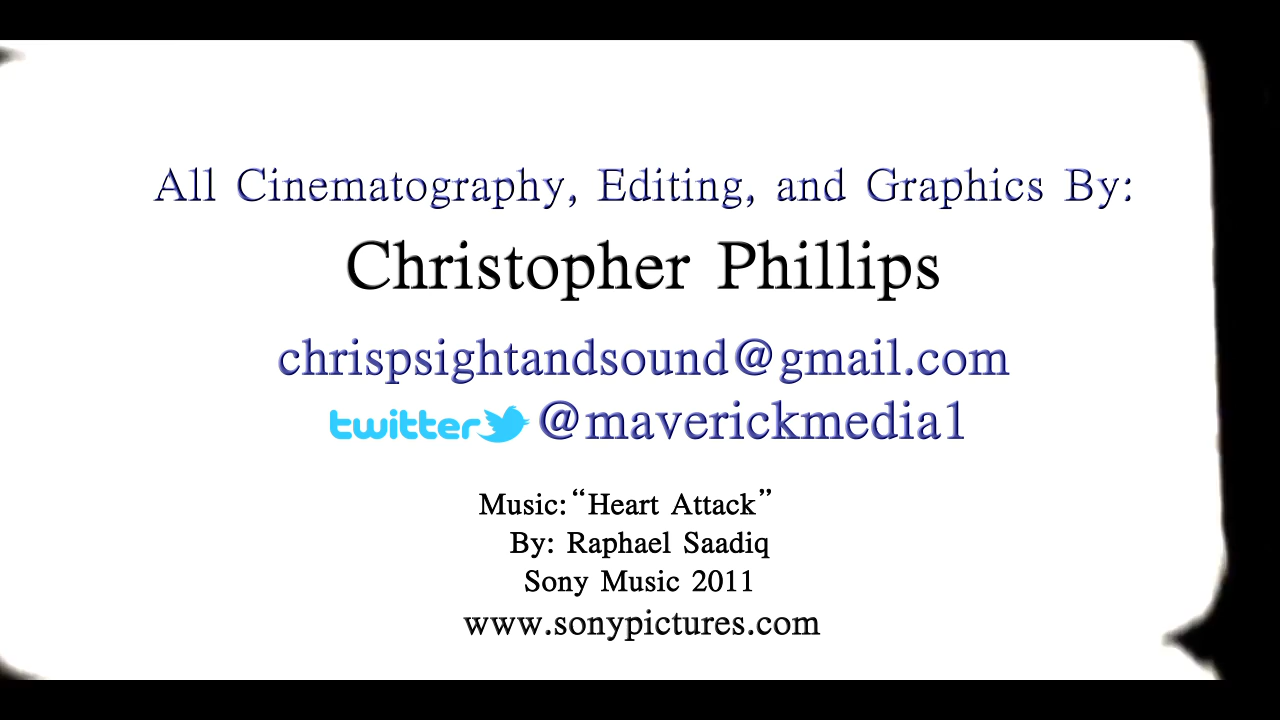 All Cinematography, Editing, and Graphics By:
Christopher Phillips
chrispsightandsound@gmail.com
twitter @maverickmedia1
Music: “Heart Attack”
By: Raphael Saadiq
Sony Music 2011
www.sonypictures.com